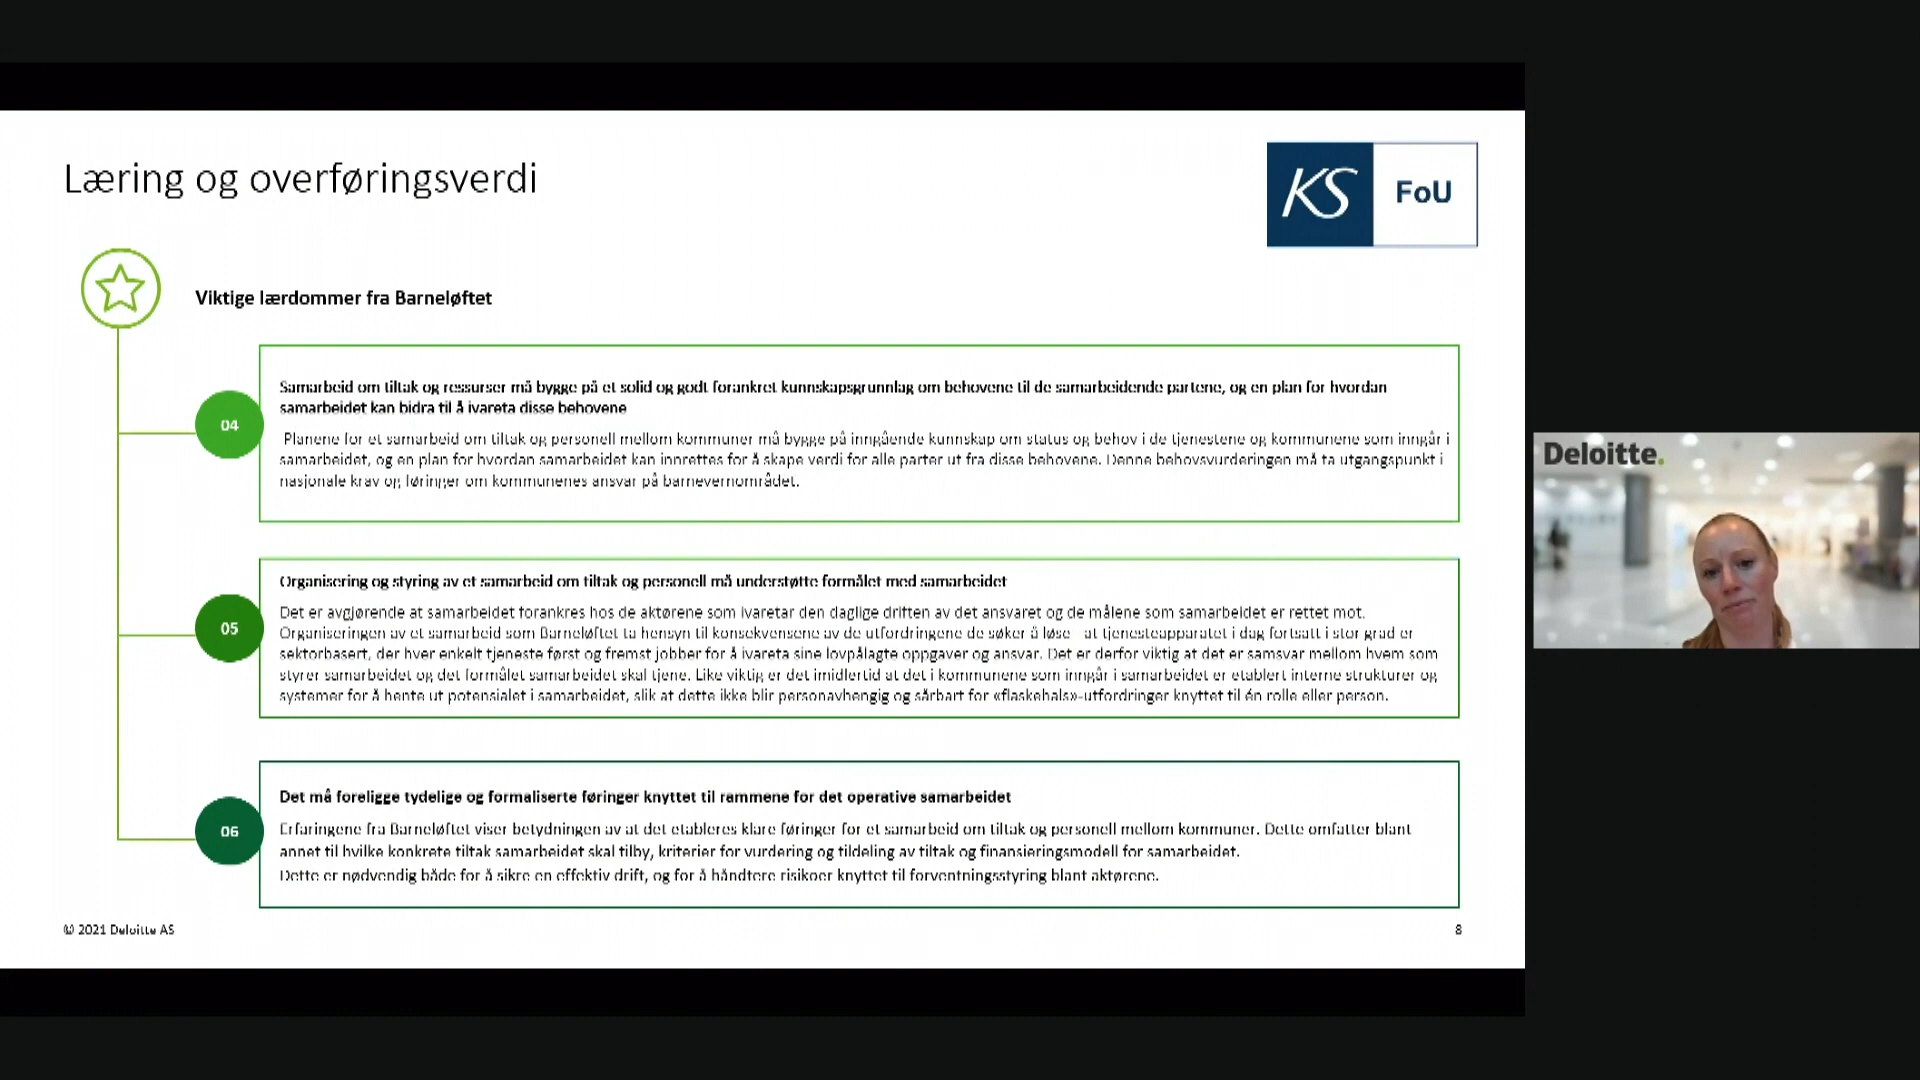 Læring og overføringsverdi
KS FoU
Viktige lærdommer fra Barneløftet
04
Samarbeid om tiltak og ressurser må bygge på et solid og godt forankret kunnskapsgrunnlag om behovene til de samarbeidende partene, og en plan for hvordan
samarbeidet kan bidra til å ivareta disse behovene
Planene for et samarbeid om tiltak og personell mellom kommuner må bygge på inngående kunnskap om status og behov i de tjenestene og kommunene som inngår i
samarbeidet, og en plan for hvordan samarbeidet kan innrettes for å skape verdi for alle parter ut fra disse behovene. Denne behovsvurderingen må ta utgangspunkt i
nasjonale krav og føringer om kommunenes ansvar på barnevernområdet.
05
Organisering og styring av et samarbeid om tiltak og personell må understøtte formålet med samarbeidet
Det er avgjørende at samarbeidet forankres hos de aktørene som ivaretar den daglige driften av det ansvaret og de målene som samarbeidet er rettet mot.
Organiseringen av et samarbeid som Barneløftet ta hensyn til konsekvensene av de utfordringene de søker å løse - at tjenesteapparatet i dag fortsatt i stor grad er
sektorbasert, der hver enkelt tjeneste først og fremst jobber for å ivareta sine lovpålagte oppgaver og ansvar. Det er derfor viktig at det er samsvar mellom hvem som
styrer samarbeidet og det formålet samarbeidet skal tjene. Like viktig er det imidlertid at det i kommunene som inngår i samarbeidet er etablert interne strukturer og
systemer for å hente ut potensialet i samarbeidet, slik at dette ikke blir personavhengig og sårbart for «flaskehals»-utfordringer knyttet til én rolle eller person.
06
Det må foreligge tydelige og formaliserte føringer knyttet til rammene for det operative samarbeidet
Erfaringene fra Barneløftet viser betydningen av at det etableres klare føringer for et samarbeid om tiltak og personell mellom kommuner. Dette omfatter blant
annet til hvilke konkrete tiltak samarbeidet skal tilby, kriterier for vurdering og tildeling av tiltak og finansieringsmodell for samarbeidet.
Dette er nødvendig både for å sikre en effektiv drift, og for å håndtere risikoer knyttet til forventningsstyring blant aktørene.
© 2021 Deloitte AS
8
Deloitte.